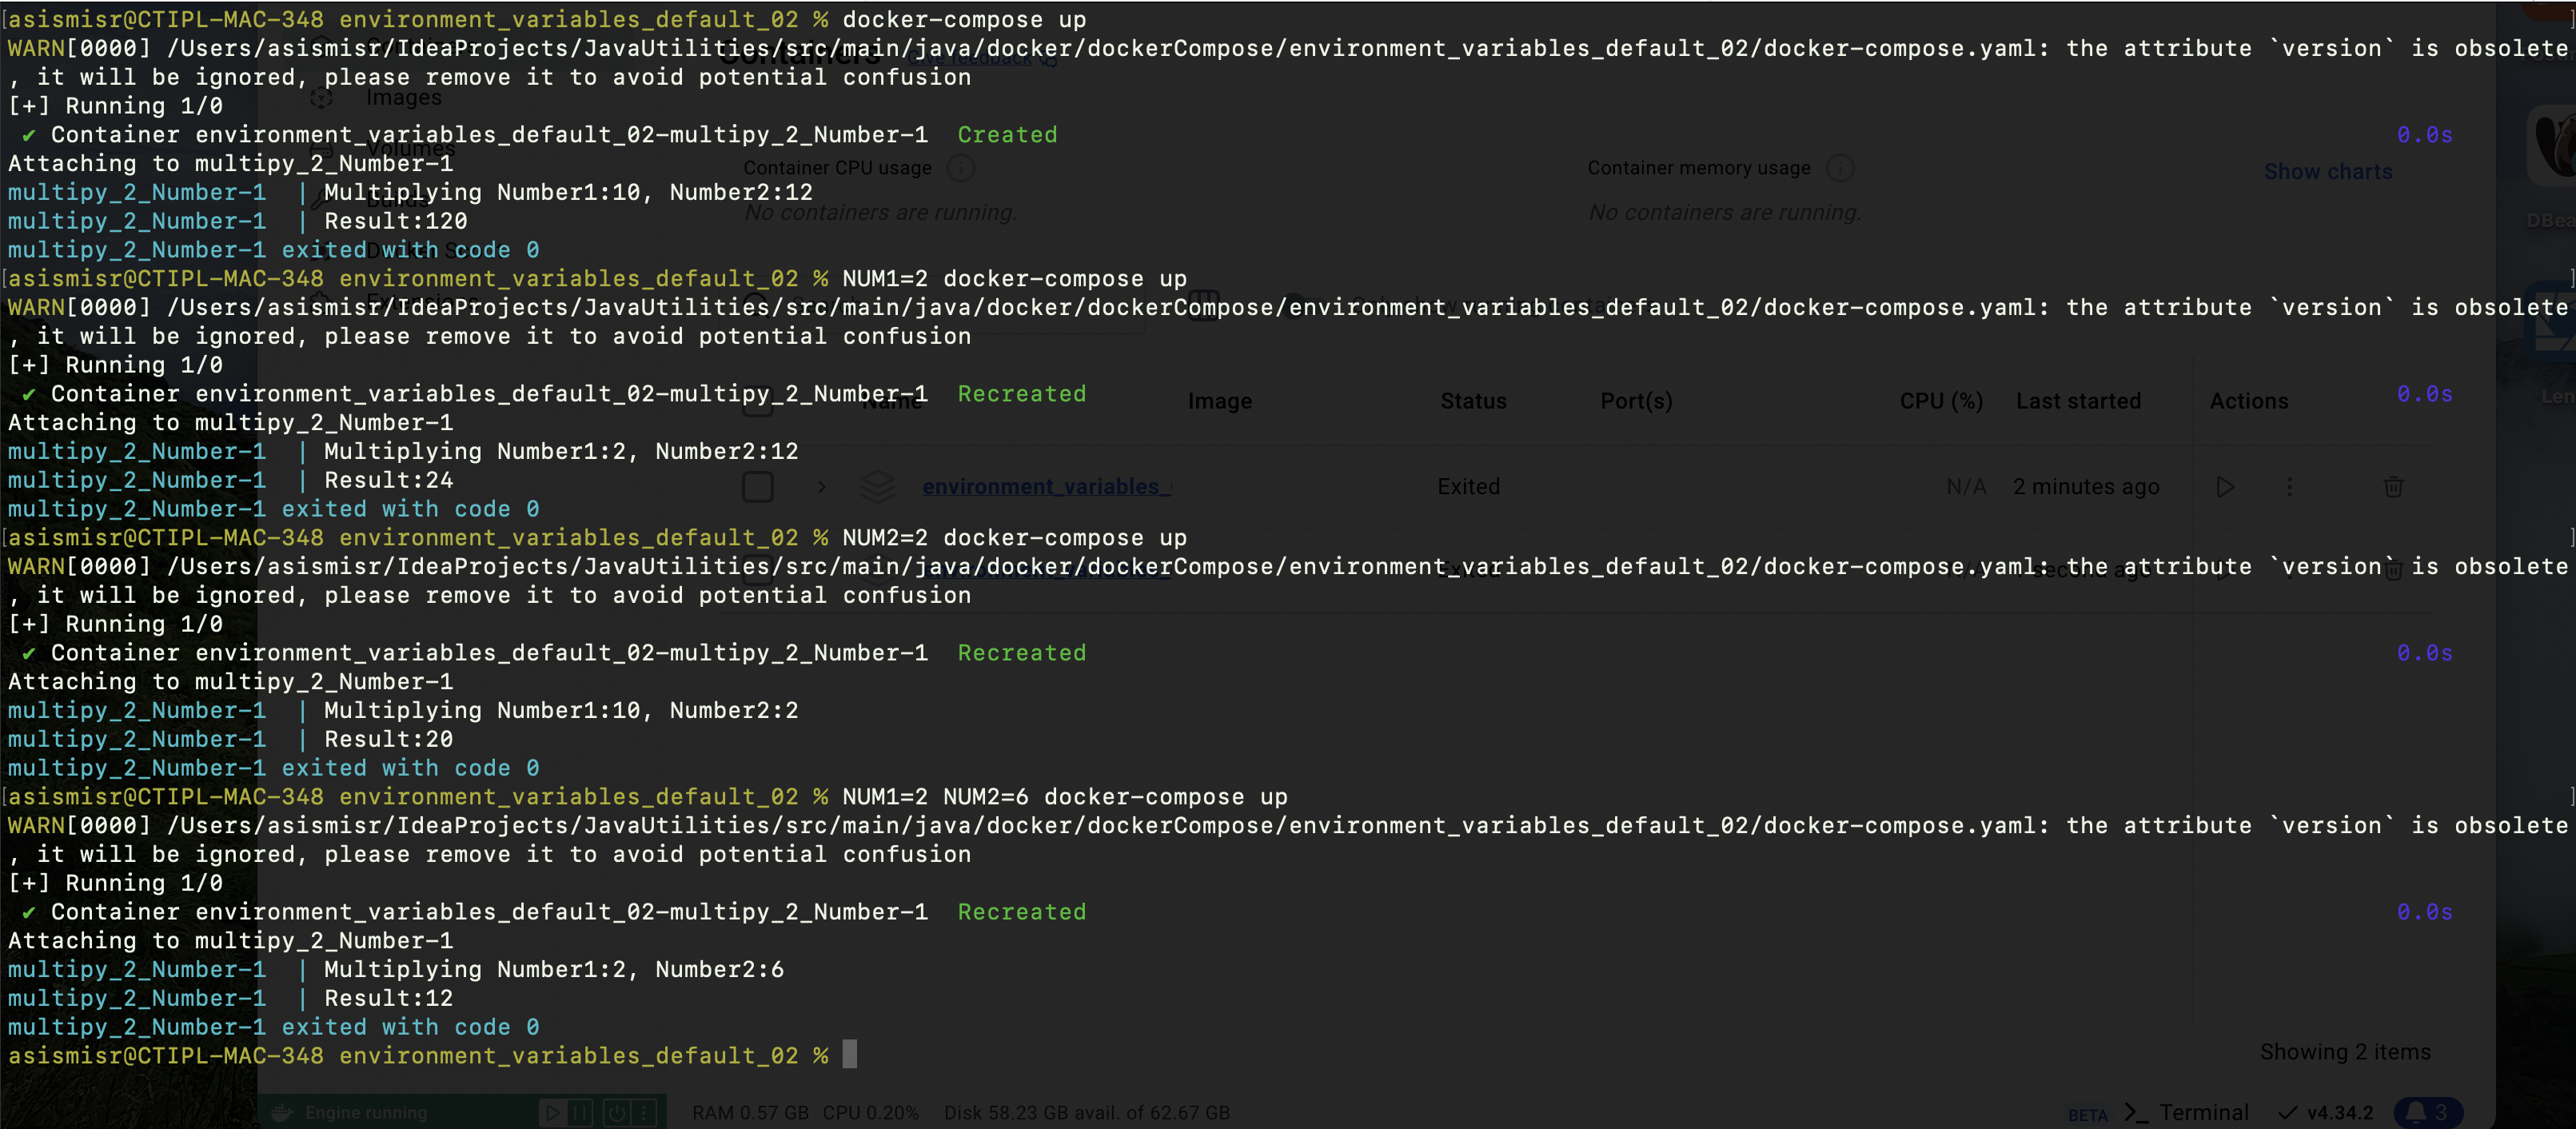 [asismisr@CTIPL-MAC-348 environment_variables_default_02 % docker-compose up ]
WARN[0000] /Users/asismisr/IdeaProjects/JavaUtilities/src/main/java/docker/dockerCompose/environment_variables_default_02/docker-compose.yaml: the attribute `version` is obsolete
, it will be ignored, please remove it to avoid potential confusion
[+] Running 1/0
✔ Container environment_variables_default_02-multipy_2_Number-1 Created 0.0s
Attaching to multipy_2_Number-1
multipy_2_Number-1 | Multiplying Number1:10, Number2:12
multipy_2_Number-1 | Result:120
multipy_2_Number-1 exited with code 0
[asismisr@CTIPL-MAC-348 environment_variables_default_02 % NUM1=2 docker-compose up ]
WARN[0000] /Users/asismisr/IdeaProjects/JavaUtilities/src/main/java/docker/dockerCompose/environment_variables_default_02/docker-compose.yaml: the attribute `version` is obsolete
, it will be ignored, please remove it to avoid potential confusion
[+] Running 1/0
✔ Container environment_variables_default_02-multipy_2_Number-1 Recreated 0.0s
Attaching to multipy_2_Number-1
multipy_2_Number-1 | Multiplying Number1:2, Number2:12
multipy_2_Number-1 | Result:24
multipy_2_Number-1 exited with code 0
[asismisr@CTIPL-MAC-348 environment_variables_default_02 % NUM2=2 docker-compose up ]
WARN[0000] /Users/asismisr/IdeaProjects/JavaUtilities/src/main/java/docker/dockerCompose/environment_variables_default_02/docker-compose.yaml: the attribute `version` is obsolete
, it will be ignored, please remove it to avoid potential confusion
[+] Running 1/0
✔ Container environment_variables_default_02-multipy_2_Number-1 Recreated 0.0s
Attaching to multipy_2_Number-1
multipy_2_Number-1 | Multiplying Number1:10, Number2:2
multipy_2_Number-1 | Result:20
multipy_2_Number-1 exited with code 0
[asismisr@CTIPL-MAC-348 environment_variables_default_02 % NUM1=2 NUM2=6 docker-compose up ]
WARN[0000] /Users/asismisr/IdeaProjects/JavaUtilities/src/main/java/docker/dockerCompose/environment_variables_default_02/docker-compose.yaml: the attribute `version` is obsolete
, it will be ignored, please remove it to avoid potential confusion
[+] Running 1/0
✔ Container environment_variables_default_02-multipy_2_Number-1 Recreated 0.0s
Attaching to multipy_2_Number-1
multipy_2_Number-1 | Multiplying Number1:2, Number2:6
multipy_2_Number-1 | Result:12
multipy_2_Number-1 exited with code 0
asismisr@CTIPL-MAC-348 environment_variables_default_02 %
Containers Give feedback
Images
Volumes
Container CPU usage
Container memory usage
Show charts
No containers are running.
No containers are running.
Name Image Status Port(s) CPU (%) Last started Actions
environment_variables_ Exited N/A 2 minutes ago
Showing 2 items
Engine running
RAM 0.57 GB CPU 0.20% Disk 58.23 GB avail. of 62.67 GB
BETA >_ Terminal ✓ v4.34.2 3
DBea
Len